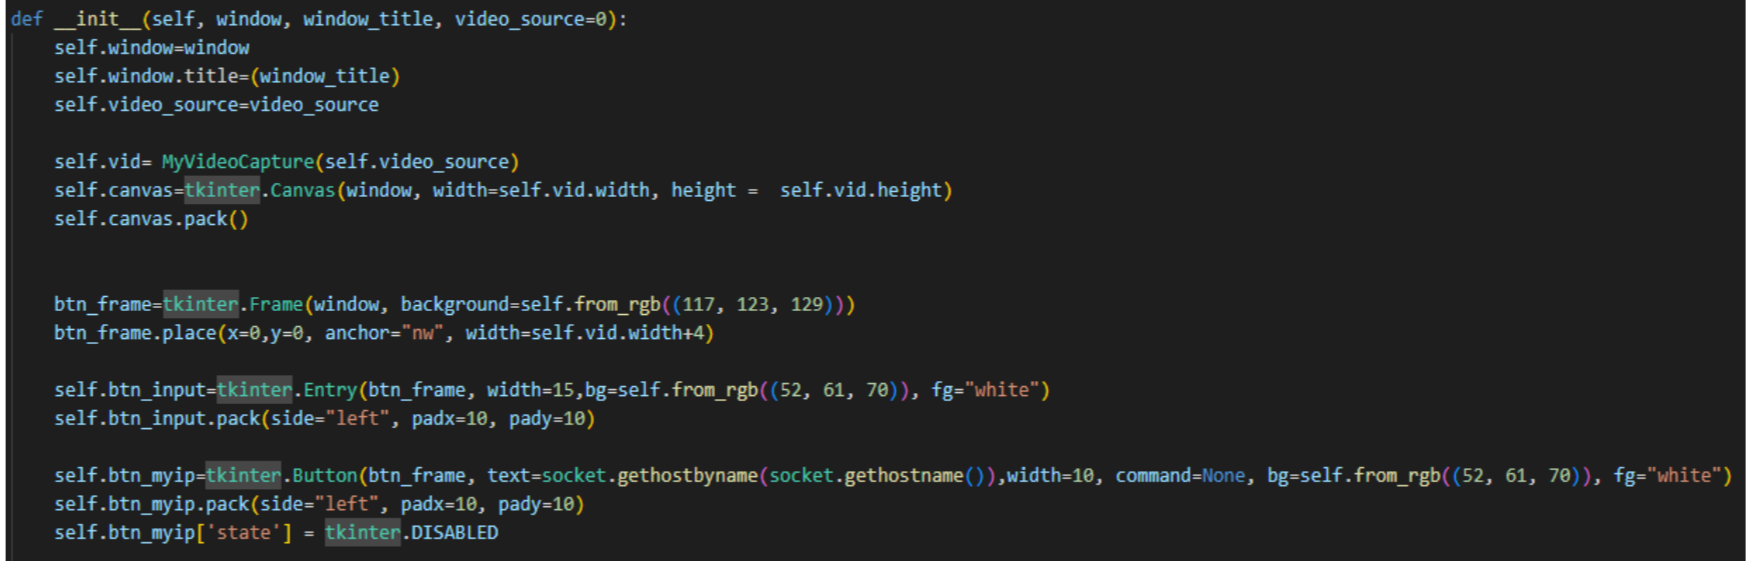 def __init__(self, window, window_title, video_source=0):
    self.window=window
    self.window.title=(window_title)
    self.video_source=video_source
    self.vid= MyVideoCapture(self.video_source)
    self.canvas=tkinter.Canvas(window, width=self.vid.width, height =  self.vid.height)
    self.canvas.pack()
    btn_frame=tkinter.Frame(window, background=self.from_rgb((117, 123, 129)))
    btn_frame.place(x=0,y=0, anchor="nw", width=self.vid.width+4)
    self.btn_input=tkinter.Entry(btn_frame, width=15,bg=self.from_rgb((52, 61, 70)), fg="white")
    self.btn_input.pack(side="left", padx=10, pady=10)
    self.btn_myip=tkinter.Button(btn_frame, text=socket.gethostbyname(socket.gethostname()),width=10, command=None, bg=self.from_rgb((52, 61, 70)), fg="white")
    self.btn_myip.pack(side="left", padx=10, pady=10)
    self.btn_myip['state'] = tkinter.DISABLED